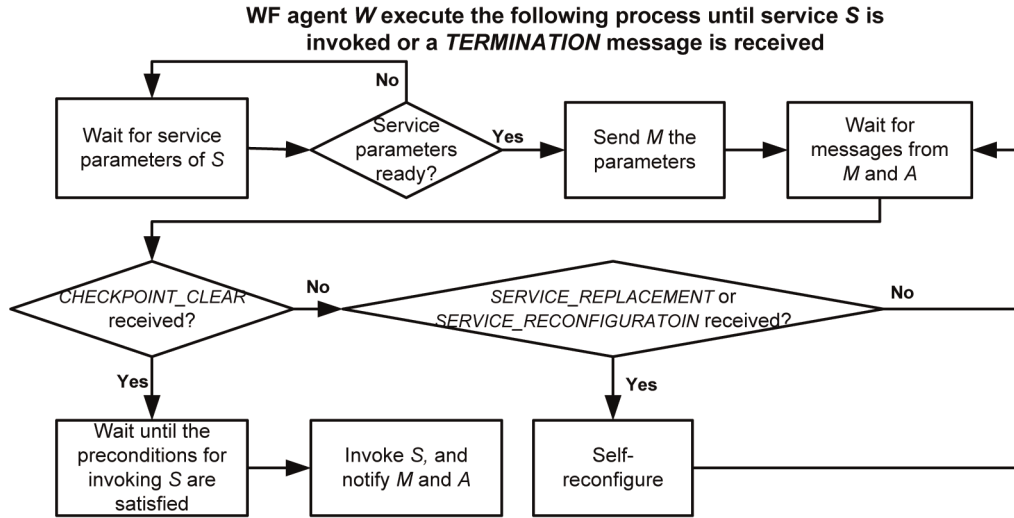 WF agent W execute the following process until service S is
invoked or a TERMINATION message is received
No
Wait for service
parameters of S
Service
parameters
ready?
Yes
Send M the
parameters
Wait for
messages from
M and A
CHECKPOINT_CLEAR
received?
No
SERVICE_REPLACEMENT or
SERVICE_RECONFIGURATOIN received?
No
Yes
Yes
Wait until the
preconditions for
invoking S are
satisfied
Invoke S, and
notify M and A
Self-
reconfigure